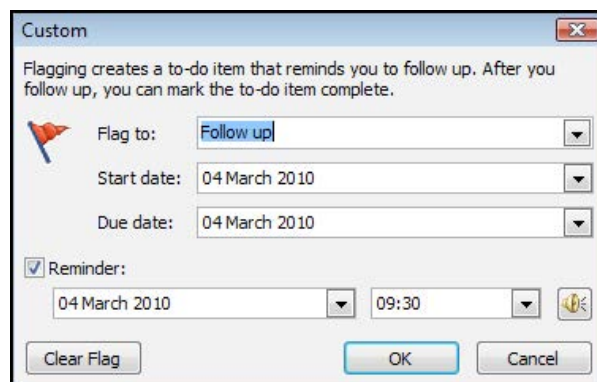 Custom
Flagging creates a to-do item that reminds you to follow up. After you
follow up, you can mark the to-do item complete.
Flag to: Follow up
Start date: 04 March 2010
Due date: 04 March 2010
Reminder:
04 March 2010 09:30
Clear Flag OK Cancel